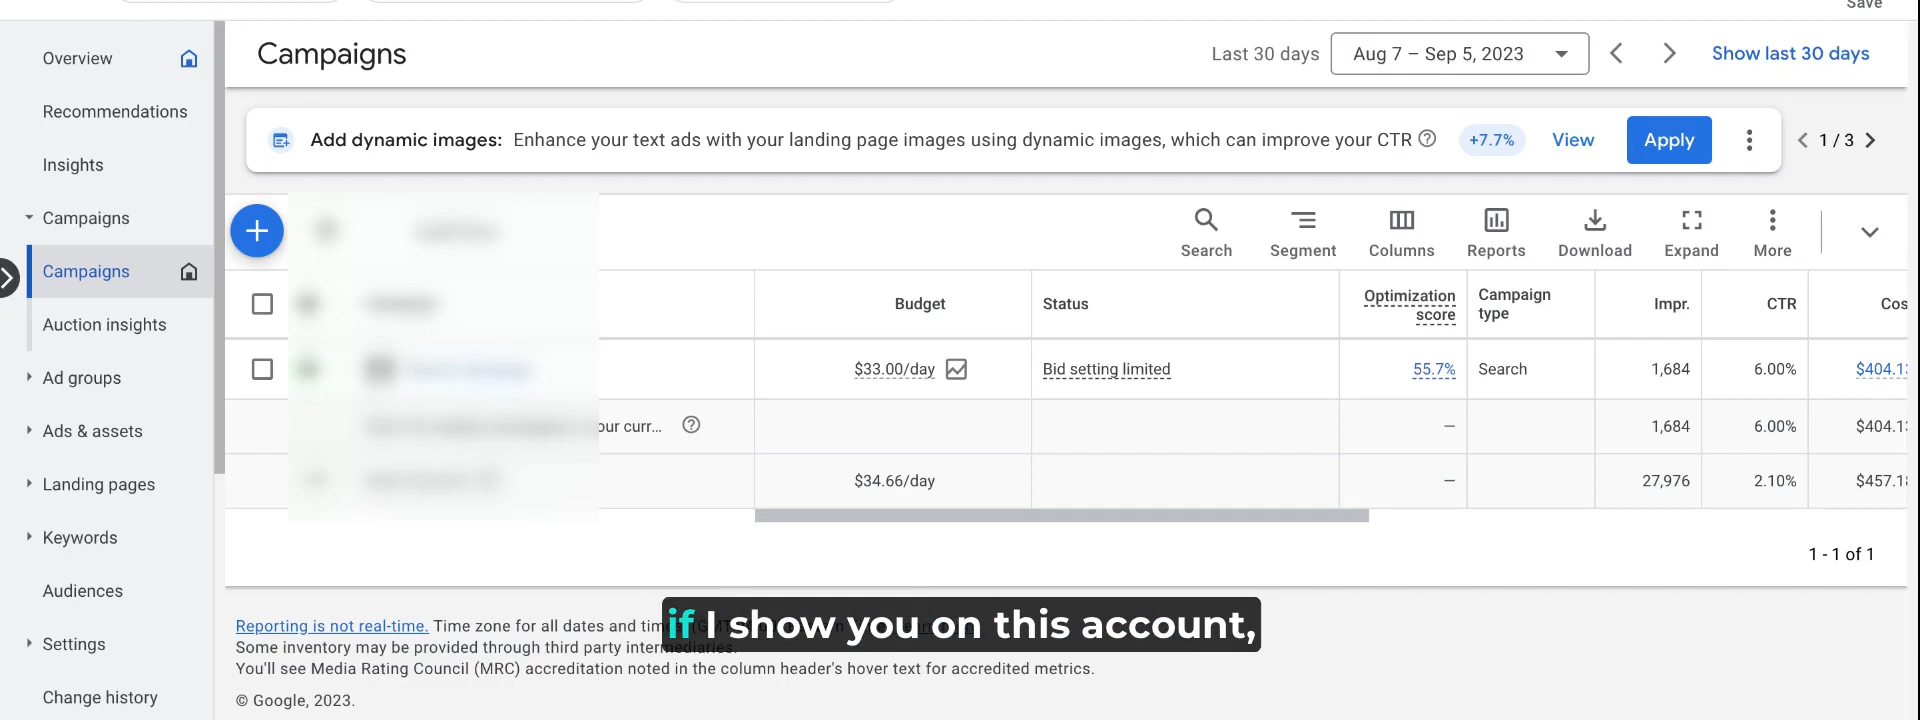 Save
Overview
Recommendations
Insights
Campaigns
Campaigns
Auction insights
Ad groups
Ads & assets
Landing pages
Keywords
Audiences
Settings
Change history
Campaigns
Last 30 days
Aug 7 – Sep 5, 2023
Show last 30 days
Add dynamic images: Enhance your text ads with your landing page images using dynamic images, which can improve your CTR
+7.7%
View
Apply
1 / 3
Search
Segment
Columns
Reports
Download
Expand
More
Budget
Status
Optimization
score
Campaign
type
Impr.
CTR
Cos
$33.00/day
Bid setting limited
55.7%
Search
1,684
6.00%
$404.1
our curr...
—
1,684
6.00%
$404.1
$34.66/day
—
27,976
2.10%
$457.1
1 - 1 of 1
if I show you on this account,
Reporting is not real-time. Time zone for all dates and
Some inventory may be provided through third party
You'll see Media Rating Council (MRC) accreditation noted in the column header's hover text for accredited metrics.
© Google, 2023.